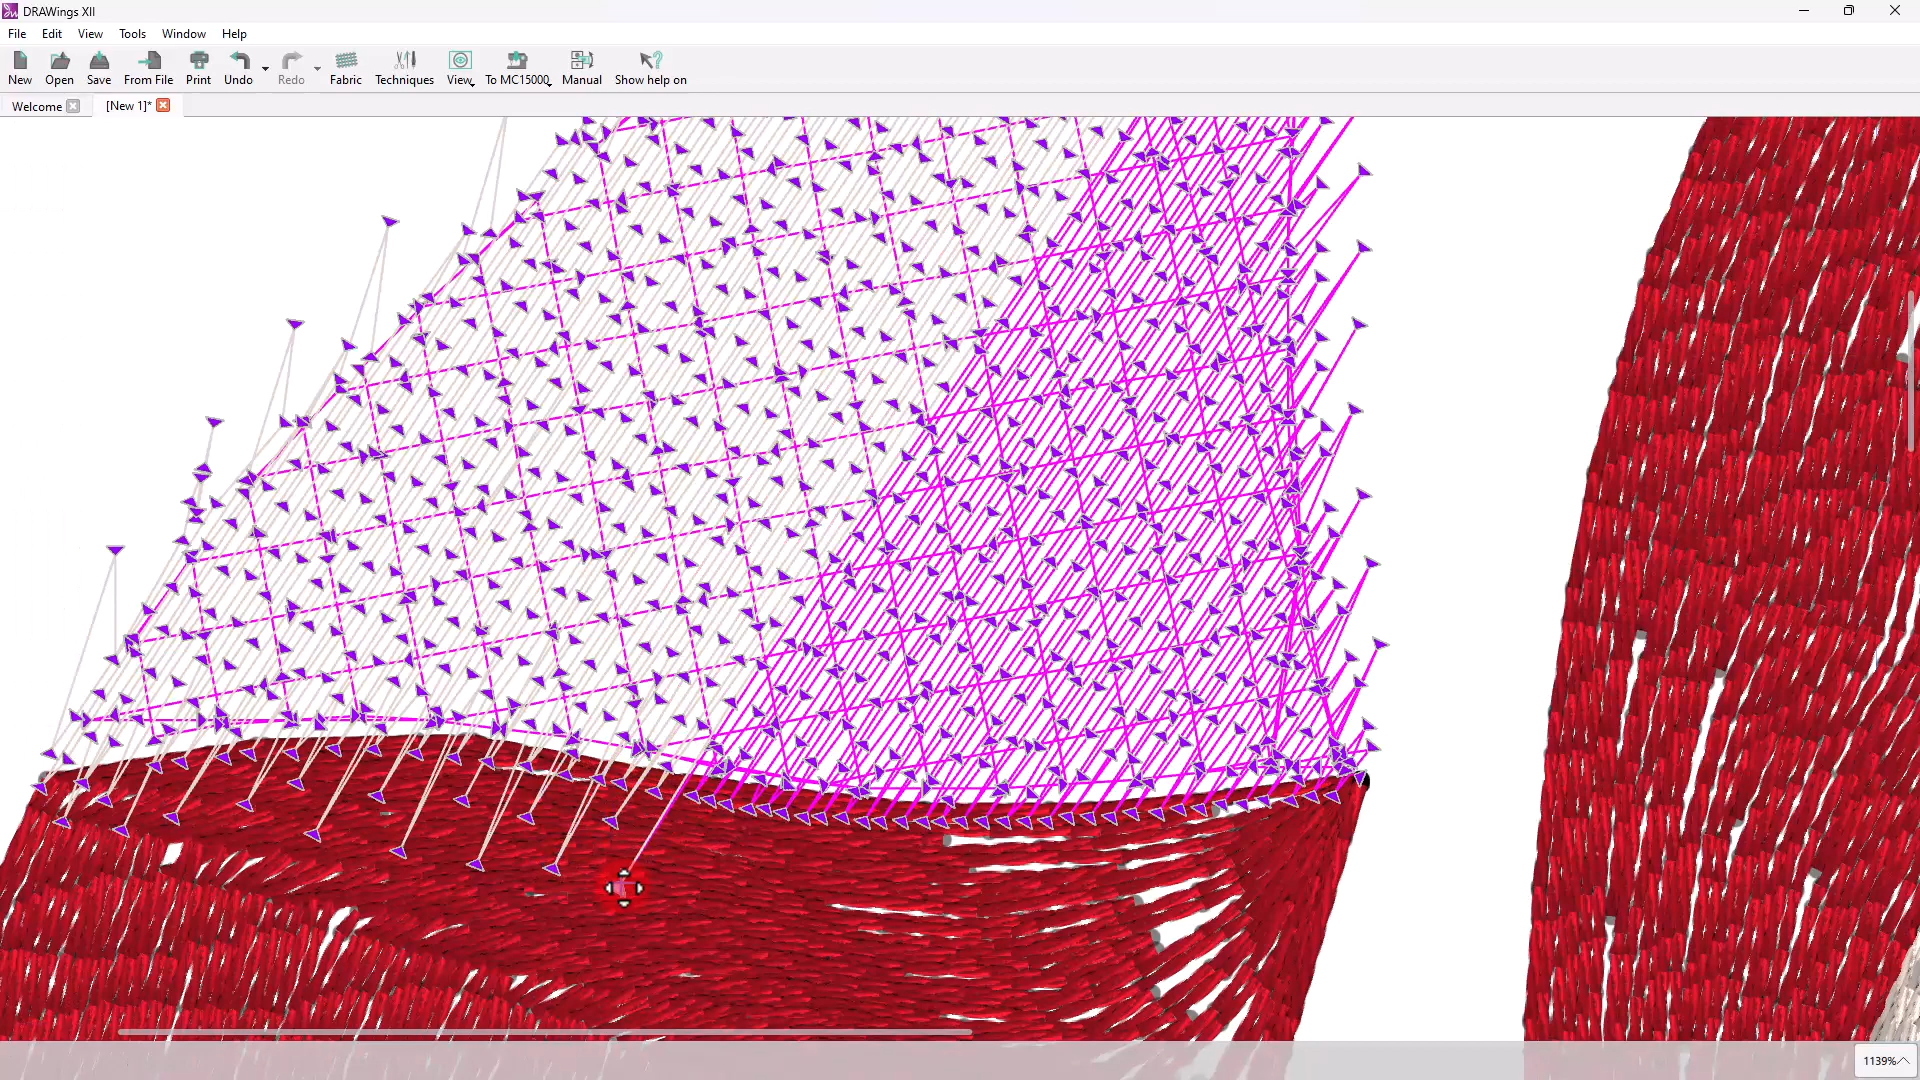 DRAWings XII
File Edit View Tools Window Help
New Open Save From File Print Undo Redo Fabric Techniques View To MC15000 Manual Show help on
Welcome [New 1]*
1139%